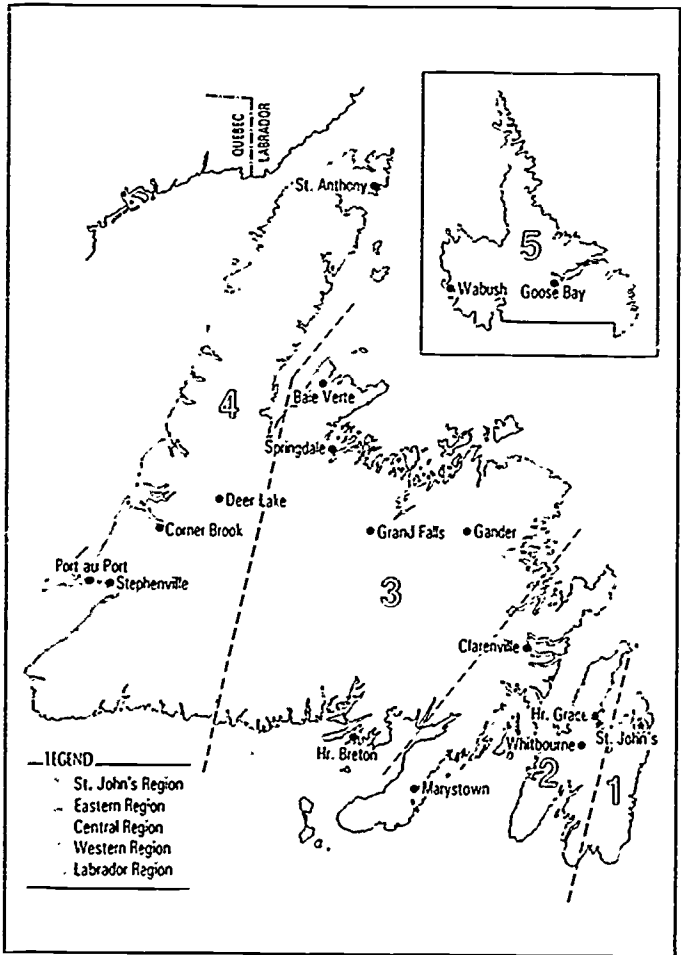 QUEBEC
LABRADOR
St. Anthony
5
Wabush
Goose Bay
4
Baie Verte
Springdale
Deer Lake
Corner Brook
Grand Falls
Gander
Port au Port
Stephenville
3
Clarenville
Hr. Grace
St. John's
Whitbourne
Hr. Breton
2
1
Marystown
LEGEND
St. John's Region
Eastern Region
Central Region
Western Region
Labrador Region